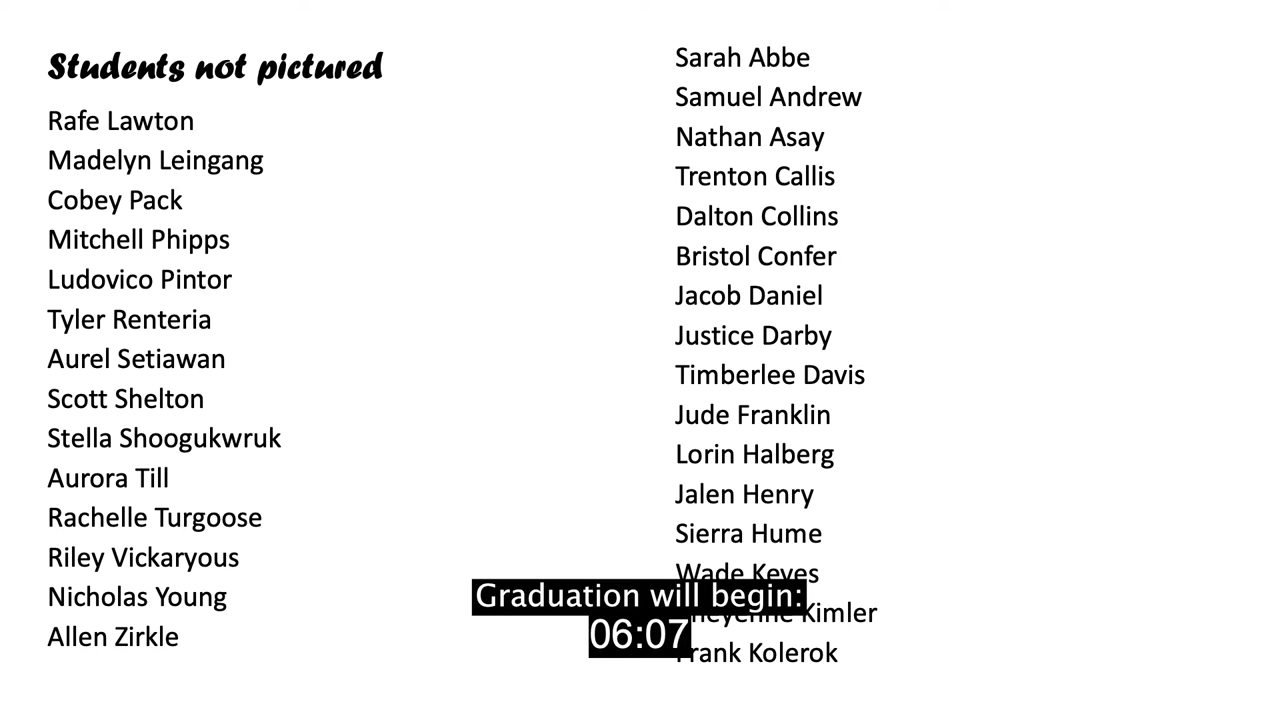 Students not pictured
Rafe Lawton
Madelyn Leingang
Cobey Pack
Mitchell Phipps
Ludovico Pintor
Tyler Renteria
Aurel Setiawan
Scott Shelton
Stella Shoogukwruk
Aurora Till
Rachelle Turgoose
Riley Vickaryous
Nicholas Young
Allen Zirkle
Sarah Abbe
Samuel Andrew
Nathan Asay
Trenton Callis
Dalton Collins
Bristol Confer
Jacob Daniel
Justice Darby
Timberlee Davis
Jude Franklin
Lorin Halberg
Jalen Henry
Sierra Hume
Wade Keyes
Kimler
Frank Kolerok
Graduation will begin:
06:07